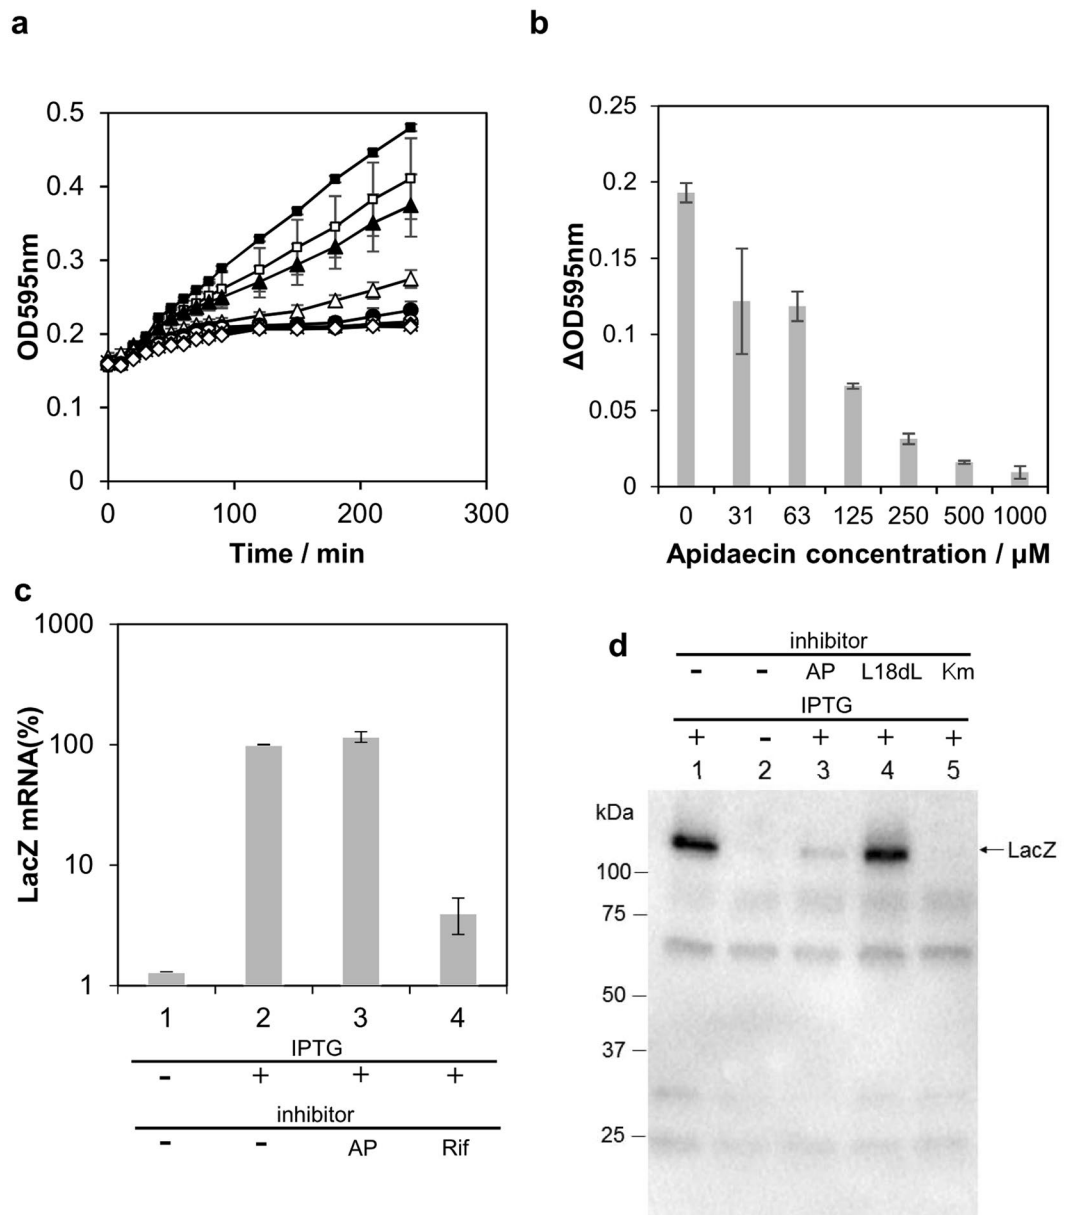 a
0.5
0.4
0.3
0.2
0.1
0
OD595nm
0 100 200 300
Time / min
b
0.25
0.2
0.15
0.1
0.05
0
ΔOD595nm
0 31 63 125 250 500 1000
Apidaecin concentration / μM
c
1000
100
10
1
LacZ mRNA(%)
1 2 3 4
IPTG
- + + +
inhibitor
- - AP Rif
d
inhibitor
- - AP L18dL Km
IPTG
+ - + + +
1 2 3 4 5
kDa
←LacZ
100
75
50
37
25